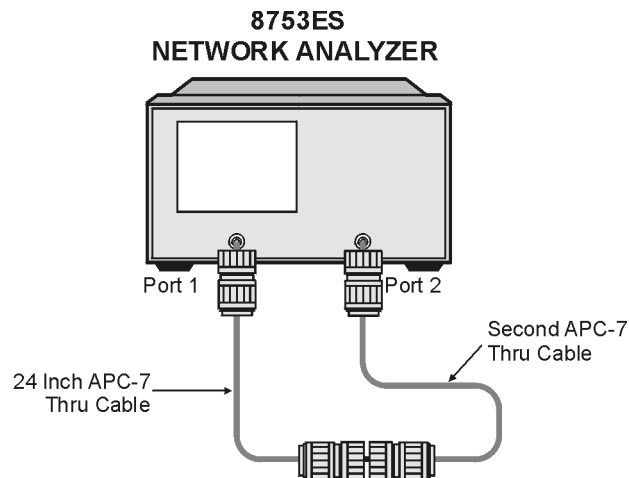 8753ES
NETWORK ANALYZER
Port 1
Port 2
Second APC-7
Thru Cable
24 Inch APC-7
Thru Cable